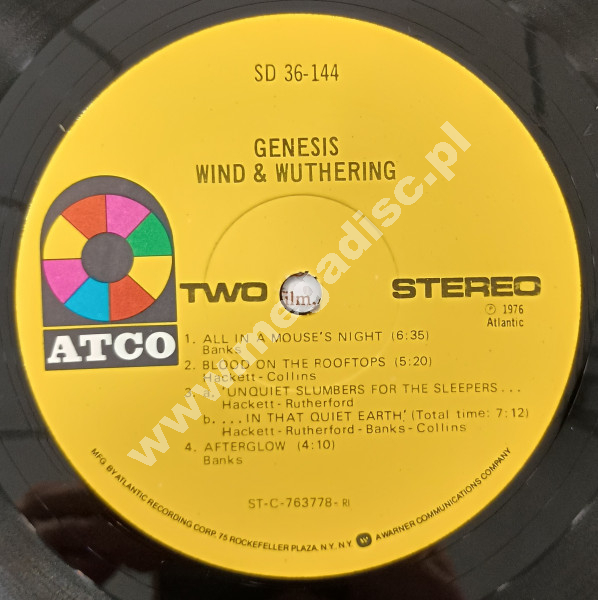 SD 36-144
GENESIS
WIND & WUTHERING
ATCO
TWO
film.
STEREO
℗ 1976
Atlantic
1. ALL IN A MOUSE'S NIGHT (6:35)
Banks
2. BLOOD ON THE ROOFTOPS (5:20)
Hackett-Collins
3. a. 'UNQUIET SLUMBERS FOR THE SLEEPERS...
Hackett-Rutherford
b. ...IN THAT QUIET EARTH,' (Total time: 7:12)
Hackett-Rutherford-Banks-Collins
4. AFTERGLOW (4:10)
Banks
ST-C-763778-RI
MFG. BY ATLANTIC RECORDING CORP., 75 ROCKEFELLER PLAZA, N.Y. N.Y. A WARNER COMMUNICATIONS COMPANY
www.megadisc.pl